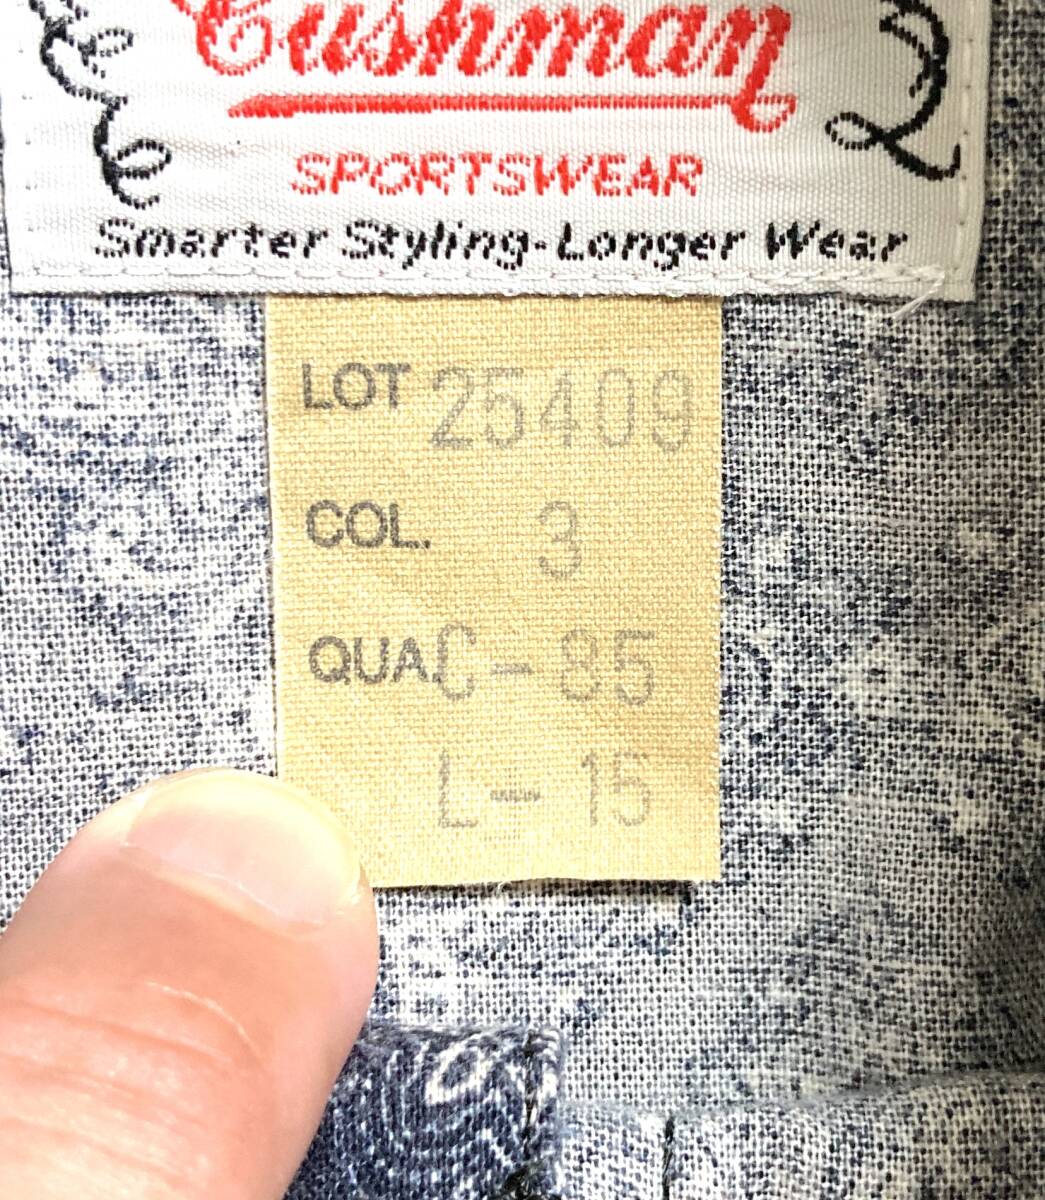 Cushman
SPORTSWEAR
Smarter Styling-Longer Wear
LOT 25409
COL. 3
QUA. C-85
L-15